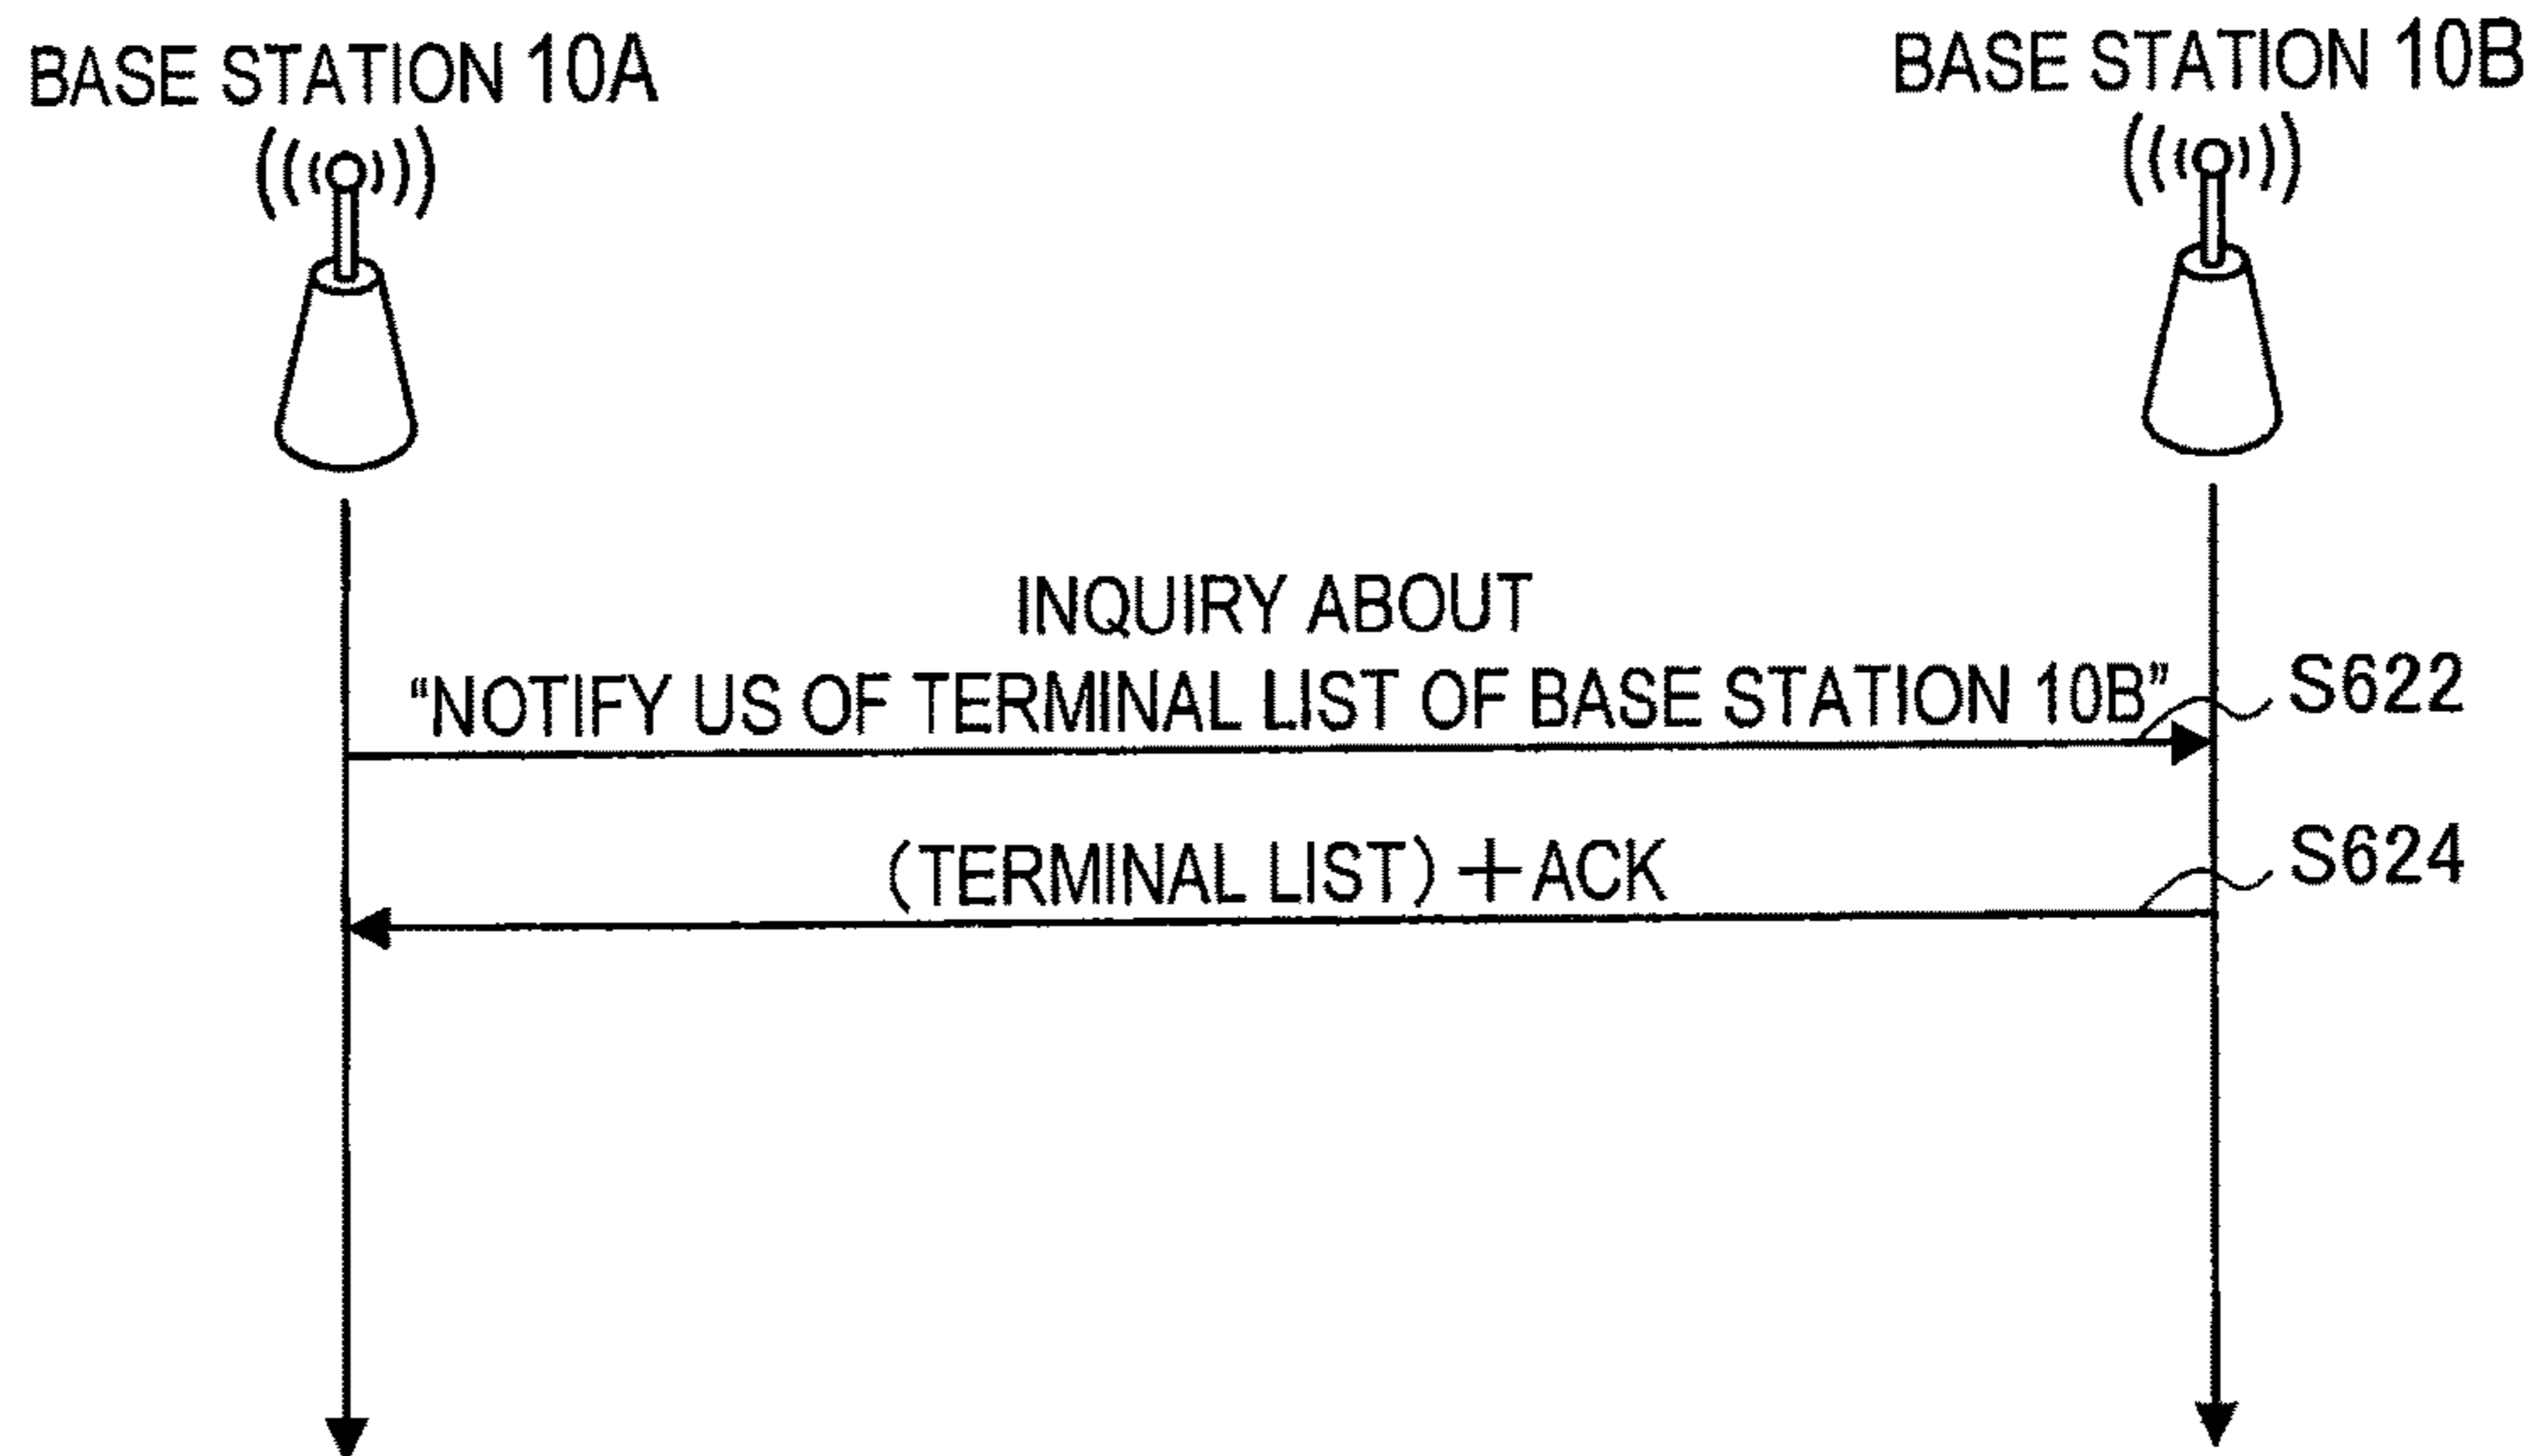 BASE STATION 10A
BASE STATION 10B
INQUIRY ABOUT
“NOTIFY US OF TERMINAL LIST OF BASE STATION 10B”
S622
(TERMINAL LIST)+ACK
S624